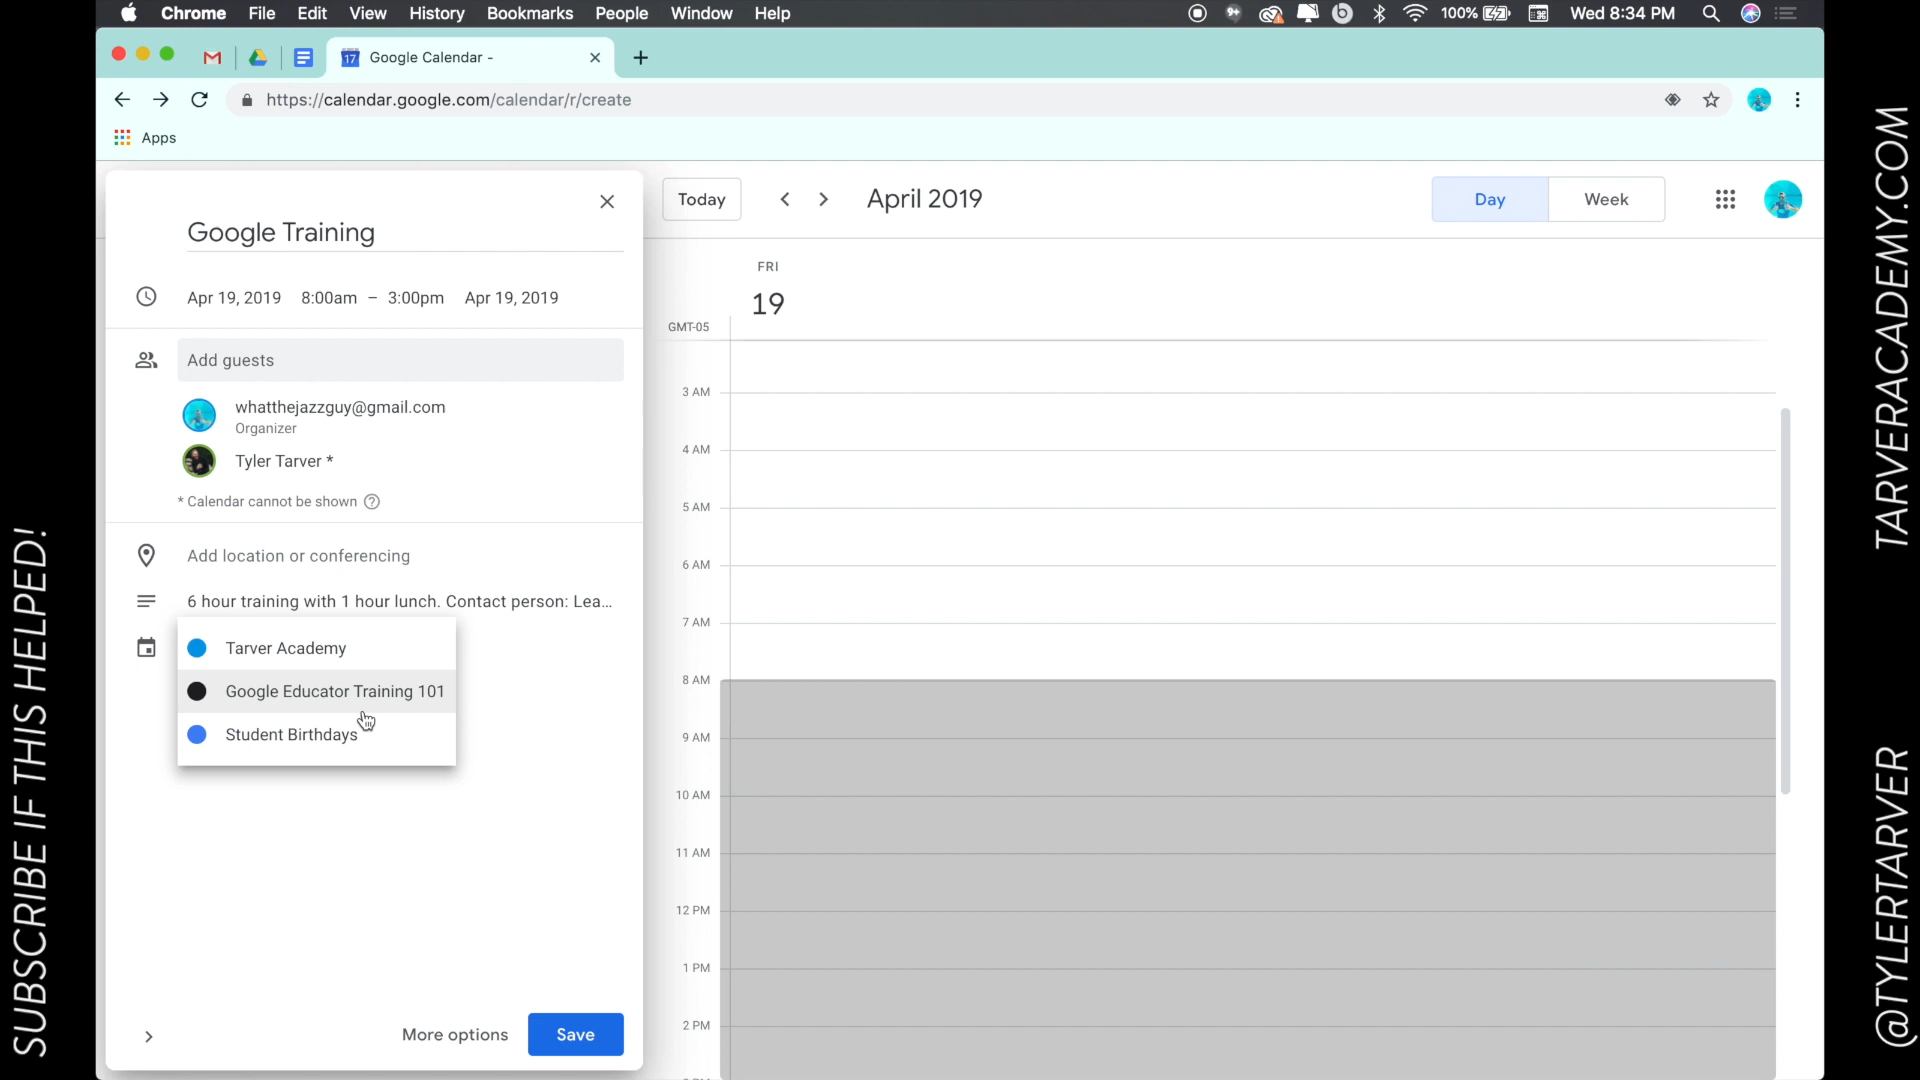 Chrome File Edit View History Bookmarks People Window Help
9+ 100% Wed 8:34 PM
17 Google Calendar -
https://calendar.google.com/calendar/r/create
Apps
Google Training
Apr 19, 2019 8:00am – 3:00pm Apr 19, 2019
Add guests
whatthejazzguy@gmail.com
Organizer
Tyler Tarver *
* Calendar cannot be shown
Add location or conferencing
6 hour training with 1 hour lunch. Contact person: Lea...
Tarver Academy
Google Educator Training 101
Student Birthdays
More options Save
Today April 2019 Day Week
FRI
19
GMT-05
3 AM
4 AM
5 AM
6 AM
7 AM
8 AM
9 AM
10 AM
11 AM
12 PM
1 PM
2 PM
SUBSCRIBE IF THIS HELPED!
TARVERACADEMY.COM
@TYLERTARVER